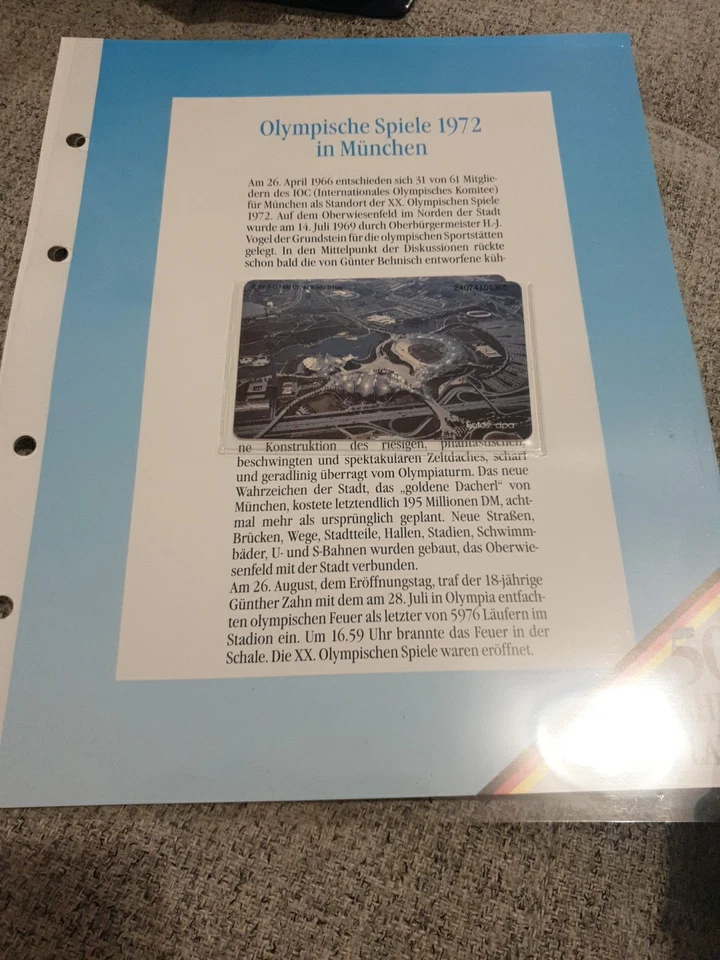 Olympische Spiele 1972
in München
Am 26. April 1966 entschieden sich 31 von 61 Mitglie-
dern des IOC (Internationales Olympisches Komitee)
für München als Standort der XX. Olympischen Spiele
1972. Auf dem Oberwiesenfeld im Norden der Stadt
wurde am 14. Juli 1969 durch Oberbürgermeister H.-J.
Vogel der Grundstein für die olympischen Sportstätten
gelegt. In den Mittelpunkt der Diskussionen rückte
schon bald die von Günter Behnisch entworfene küh-
24074101305
Foto: dpa
ne Konstruktion des riesigen, phantastischen,
beschwingten und spektakulären Zeltdaches, scharf
und geradlinig überragt vom Olympiaturm. Das neue
Wahrzeichen der Stadt, das „goldene Dacherl“ von
München, kostete letztendlich 195 Millionen DM, acht-
mal mehr als ursprünglich geplant. Neue Straßen,
Brücken, Wege, Stadtteile, Hallen, Stadien, Schwimm-
bäder, U- und S-Bahnen wurden gebaut, das Oberwie-
senfeld mit der Stadt verbunden.
Am 26. August, dem Eröffnungstag, traf der 18-jährige
Günther Zahn mit dem am 28. Juli in Olympia entfach-
ten olympischen Feuer als letzter von 5976 Läufern im
Stadion ein. Um 16.59 Uhr brannte das Feuer in der
Schale. Die XX. Olympischen Spiele waren eröffnet.
50